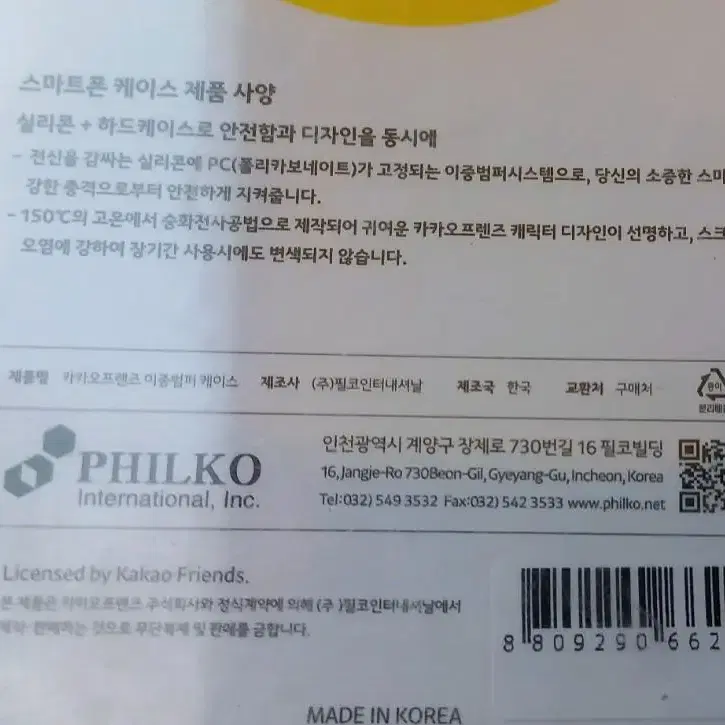 스마트폰 케이스 제품 사양
실리콘 + 하드케이스로 안전함과 디자인을 동시에
- 전신을 감싸는 실리콘에 PC(폴리카보네이트)가 고정되는 이중범퍼시스템으로, 당신의 소중한 스마
강한 충격으로부터 안전하게 지켜줍니다.
- 150℃의 고온에서 승화전사공법으로 제작되어 귀여운 카카오프렌즈 캐릭터 디자인이 선명하고, 스크
오염에 강하여 장기간 사용시에도 변색되지 않습니다.
제품명 카카오프렌즈 이중범퍼 케이스 제조사 (주)필코인터내셔날 제조국 한국 교환처 구매처
종이
분리배출
PHILKO
International, Inc.
인천광역시 계양구 장제로 730번길 16 필코빌딩
16,Jangje-Ro 730Beon-Gil, Gyeyang-Gu, Incheon, Korea
Tel:032) 549 3532 Fax:032) 542 3533 www.philko.net
Licensed by Kakao Friends.
본 제품은 카카오프렌즈 주식회사와 정식계약에 의해 (주)필코인터내셔날에서
제작·판매하는 것으로 무단복제 및 판매를 금합니다.
8 809290 662
MADE IN KOREA